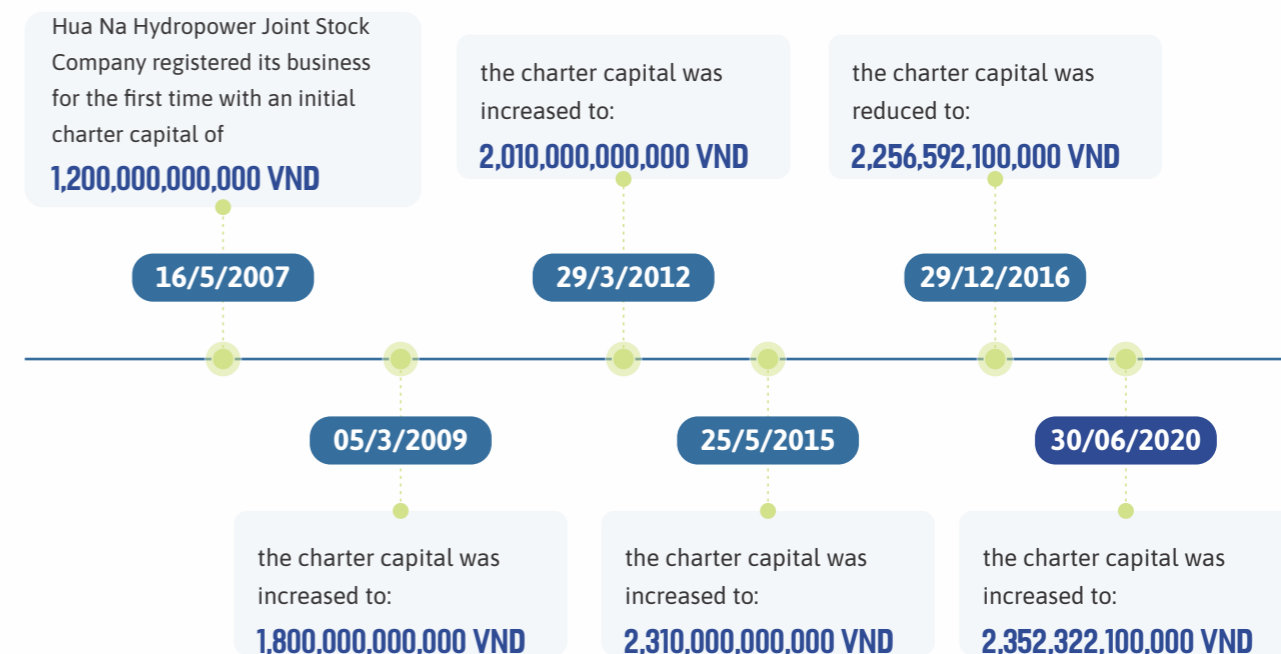 Hua Na Hydropower Joint Stock
Company registered its business
for the first time with an initial
charter capital of
1,200,000,000,000 VND
16/5/2007
05/3/2009
the charter capital was
increased to:
1,800,000,000,000 VND
the charter capital was
increased to:
2,010,000,000,000 VND
29/3/2012
25/5/2015
the charter capital was
increased to:
2,310,000,000,000 VND
the charter capital was
reduced to:
2,256,592,100,000 VND
29/12/2016
30/06/2020
the charter capital was
increased to:
2,352,322,100,000 VND